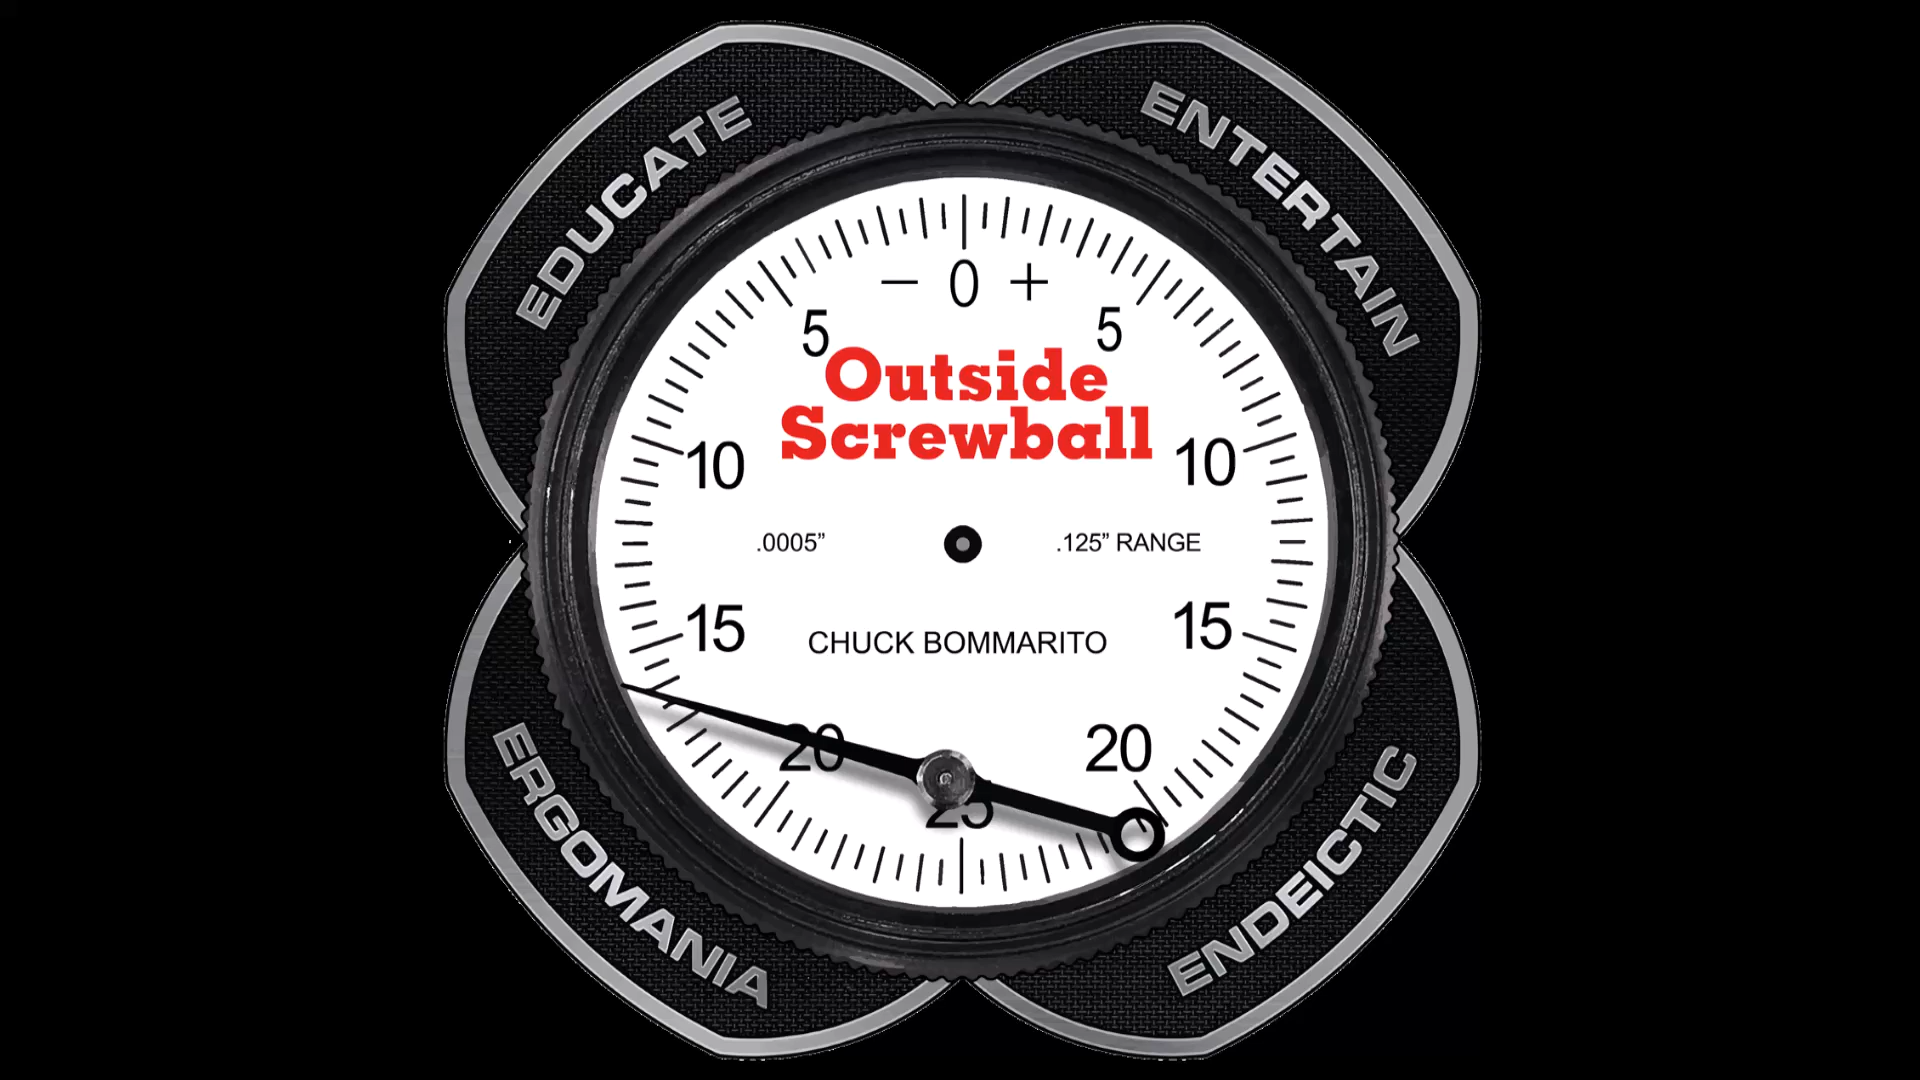 EDUCATE
ENTERTAIN
− 0 +
5 5
Outside
Screwball
10 10
.0005” .125” RANGE
15 15
CHUCK BOMMARITO
20 20
25
ERGOMANIA
ENDEICTIC